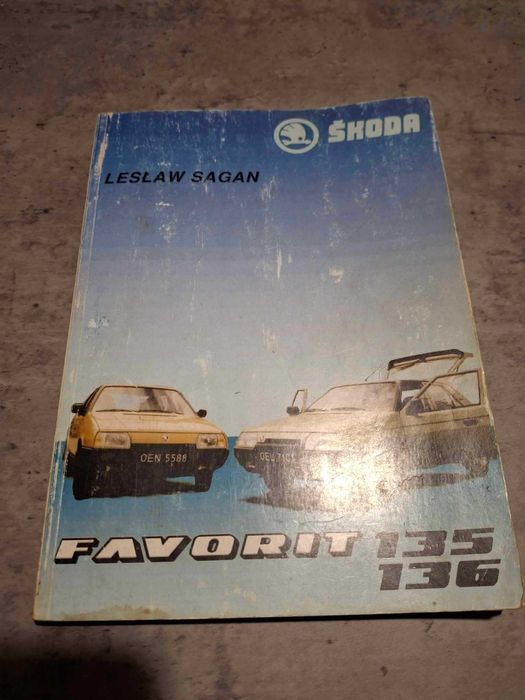 ŠKODA
LESŁAW SAGAN
OEN 5588
FAVORIT 135
136